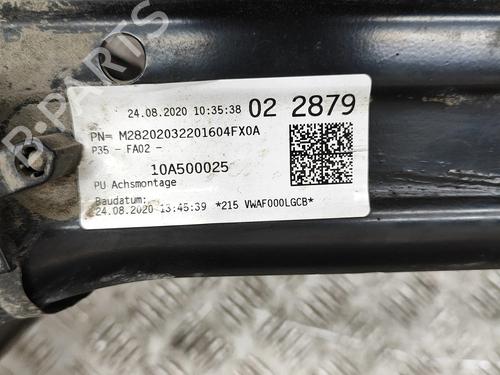 B-PARTS
24.08.2020 10:35:38 02 2879
PN= M28202032201604FX0A
P35 - FA02 -
10A500025
PU Achsmontage
Baudatum:
24.08.2020 13:45:39 *215 VWAF000LGCB*